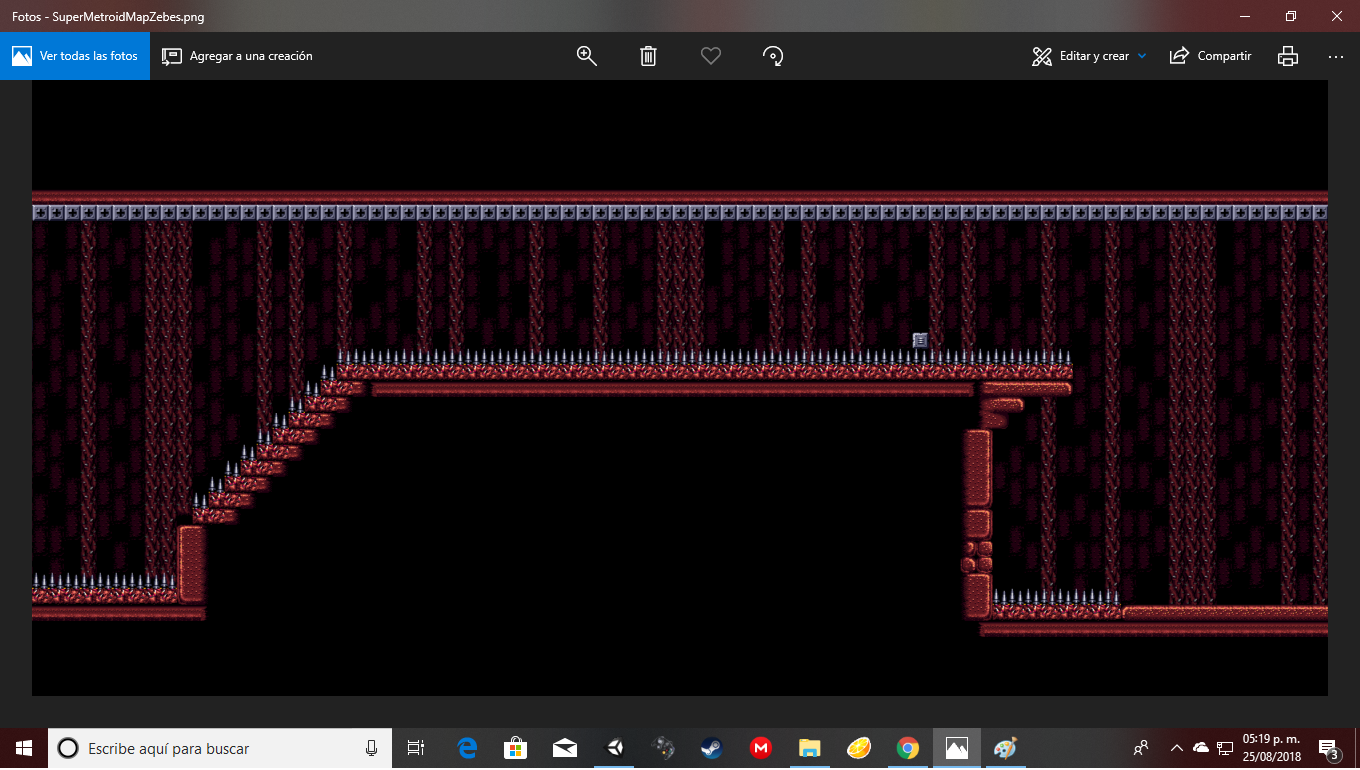 Fotos - SuperMetroidMapZebes.png
Ver todas las fotos
Agregar a una creación
Editar y crear
Compartir
Escribe aquí para buscar
05:19 p. m.
25/08/2018
3